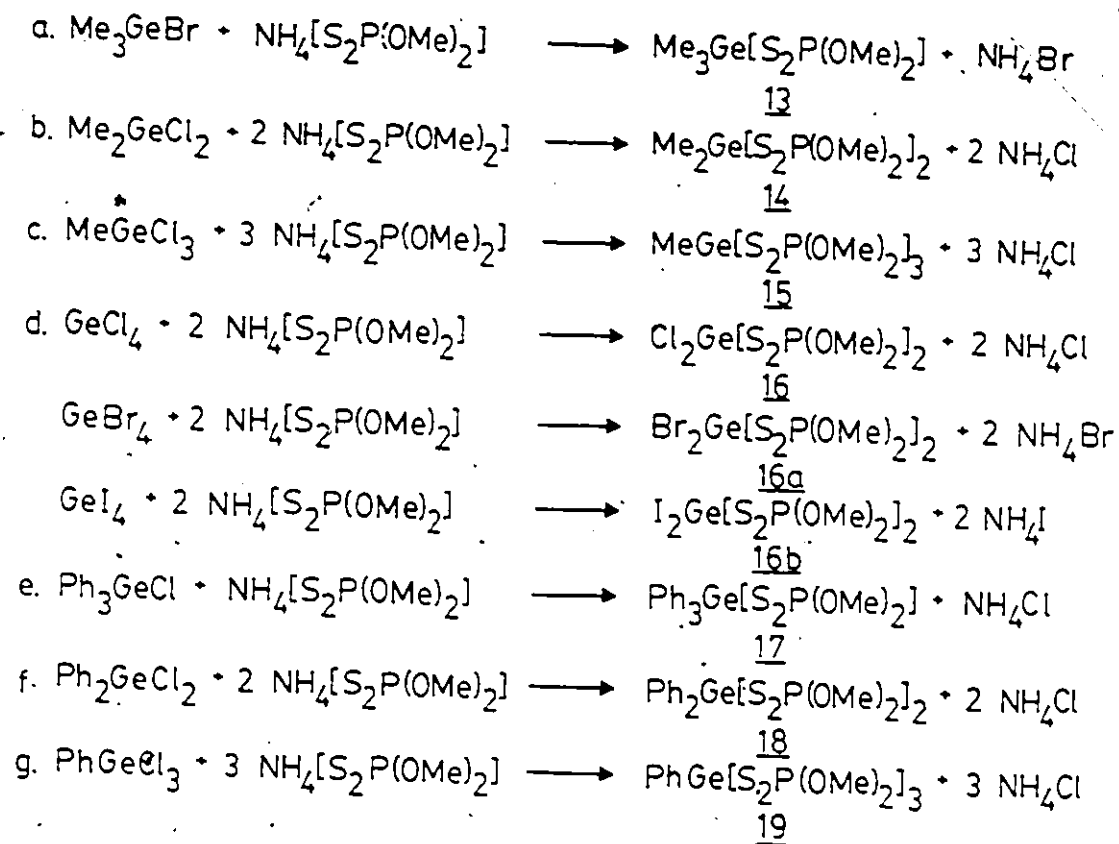 a. Me₃GeBr + NH₄[S₂P(OMe)₂] ⟶ Me₃Ge[S₂P(OMe)₂] + NH₄Br
13
b. Me₂GeCl₂ + 2 NH₄[S₂P(OMe)₂] ⟶ Me₂Ge[S₂P(OMe)₂]₂ + 2 NH₄Cl
14
c. MeGeCl₃ + 3 NH₄[S₂P(OMe)₂] ⟶ MeGe[S₂P(OMe)₂]₃ + 3 NH₄Cl
15
d. GeCl₄ + 2 NH₄[S₂P(OMe)₂] ⟶ Cl₂Ge[S₂P(OMe)₂]₂ + 2 NH₄Cl
16
GeBr₄ + 2 NH₄[S₂P(OMe)₂] ⟶ Br₂Ge[S₂P(OMe)₂]₂ + 2 NH₄Br
16a
GeI₄ + 2 NH₄[S₂P(OMe)₂] ⟶ I₂Ge[S₂P(OMe)₂]₂ + 2 NH₄I
16b
e. Ph₃GeCl + NH₄[S₂P(OMe)₂] ⟶ Ph₃Ge[S₂P(OMe)₂] + NH₄Cl
17
f. Ph₂GeCl₂ + 2 NH₄[S₂P(OMe)₂] ⟶ Ph₂Ge[S₂P(OMe)₂]₂ + 2 NH₄Cl
18
g. PhGeCl₃ + 3 NH₄[S₂P(OMe)₂] ⟶ PhGe[S₂P(OMe)₂]₃ + 3 NH₄Cl
19